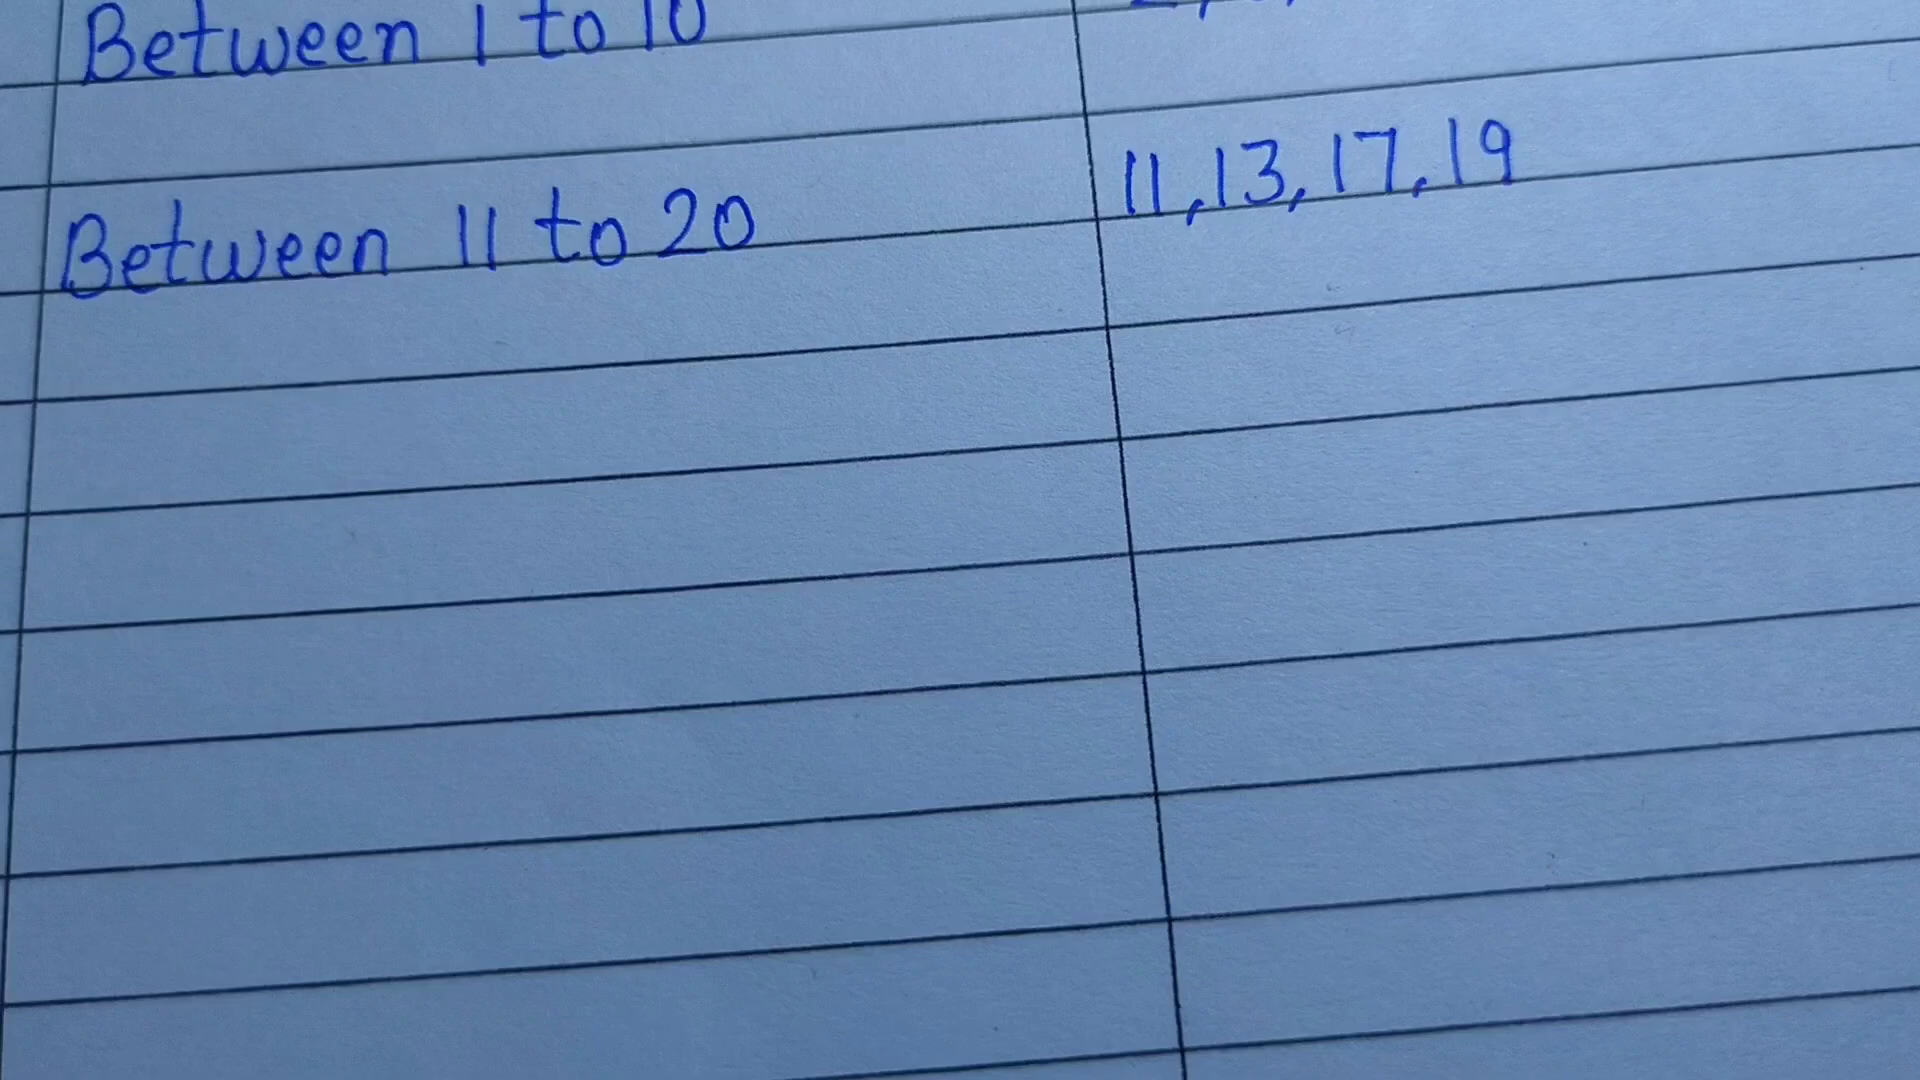 Between 1 to 10
Between 11 to 20 11, 13, 17, 19